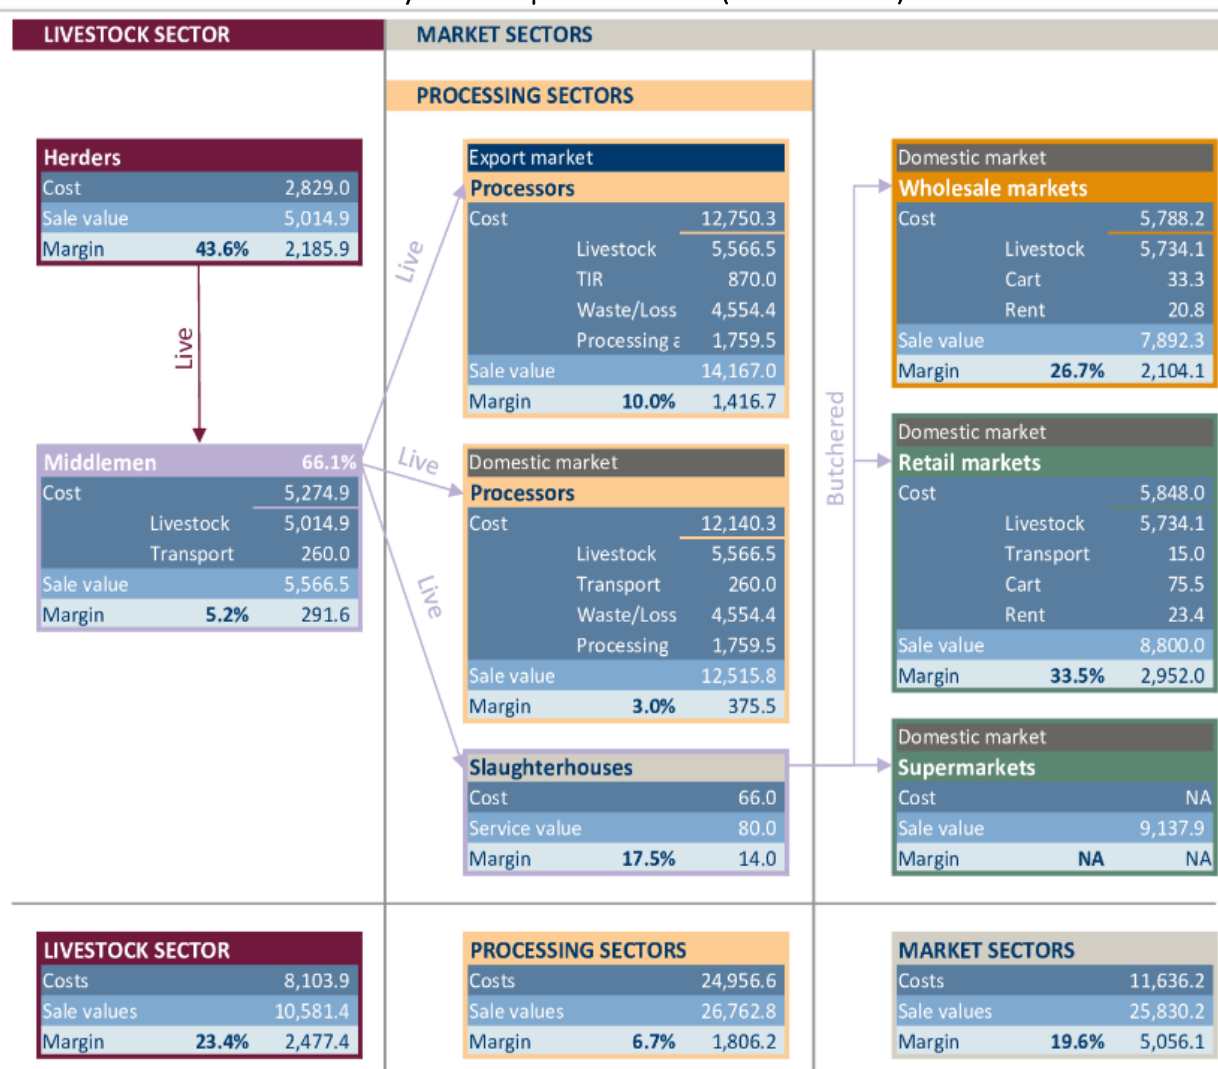 LIVESTOCK SECTOR
MARKET SECTORS
PROCESSING SECTORS
Herders
Cost 2,829.0
Sale value 5,014.9
Margin 43.6% 2,185.9
Live
Middlemen 66.1%
Cost 5,274.9
Livestock 5,014.9
Transport 260.0
Sale value 5,566.5
Margin 5.2% 291.6
Live
Live
Live
Export market
Processors
Cost 12,750.3
Livestock 5,566.5
TIR 870.0
Waste/Loss 4,554.4
Processing a 1,759.5
Sale value 14,167.0
Margin 10.0% 1,416.7
Domestic market
Processors
Cost 12,140.3
Livestock 5,566.5
Transport 260.0
Waste/Loss 4,554.4
Processing 1,759.5
Sale value 12,515.8
Margin 3.0% 375.5
Slaughterhouses
Cost 66.0
Service value 80.0
Margin 17.5% 14.0
Butchered
Domestic market
Wholesale markets
Cost 5,788.2
Livestock 5,734.1
Cart 33.3
Rent 20.8
Sale value 7,892.3
Margin 26.7% 2,104.1
Domestic market
Retail markets
Cost 5,848.0
Livestock 5,734.1
Transport 15.0
Cart 75.5
Rent 23.4
Sale value 8,800.0
Margin 33.5% 2,952.0
Domestic market
Supermarkets
Cost NA
Sale value 9,137.9
Margin NA NA
LIVESTOCK SECTOR
Costs 8,103.9
Sale values 10,581.4
Margin 23.4% 2,477.4
PROCESSING SECTORS
Costs 24,956.6
Sale values 26,762.8
Margin 6.7% 1,806.2
MARKET SECTORS
Costs 11,636.2
Sale values 25,830.2
Margin 19.6% 5,056.1